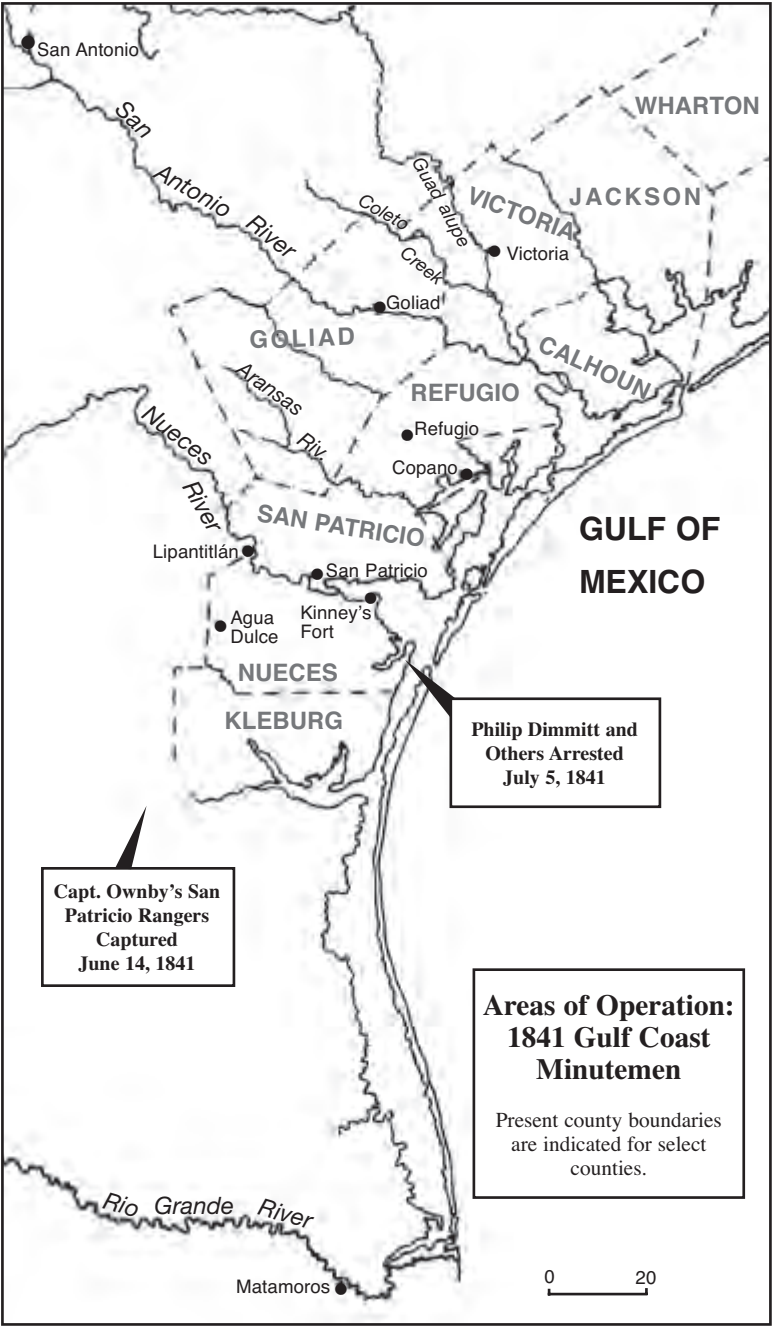 San Antonio
San
Antonio River
WHARTON
JACKSON
VICTORIA
Guad alupe
Coleto
Creek
Victoria
Goliad
GOLIAD
CALHOUN
REFUGIO
Aransas
Riv.
Refugio
Copano
Nueces
River
SAN PATRICIO
GULF OF
MEXICO
Lipantitlán
San Patricio
Kinney's
Fort
Agua
Dulce
NUECES
KLEBURG
Philip Dimmitt and
Others Arrested
July 5, 1841
Capt. Ownby's San
Patricio Rangers
Captured
June 14, 1841
Areas of Operation:
1841 Gulf Coast
Minutemen
Present county boundaries
are indicated for select
counties.
Rio Grande River
Matamoros
0 20